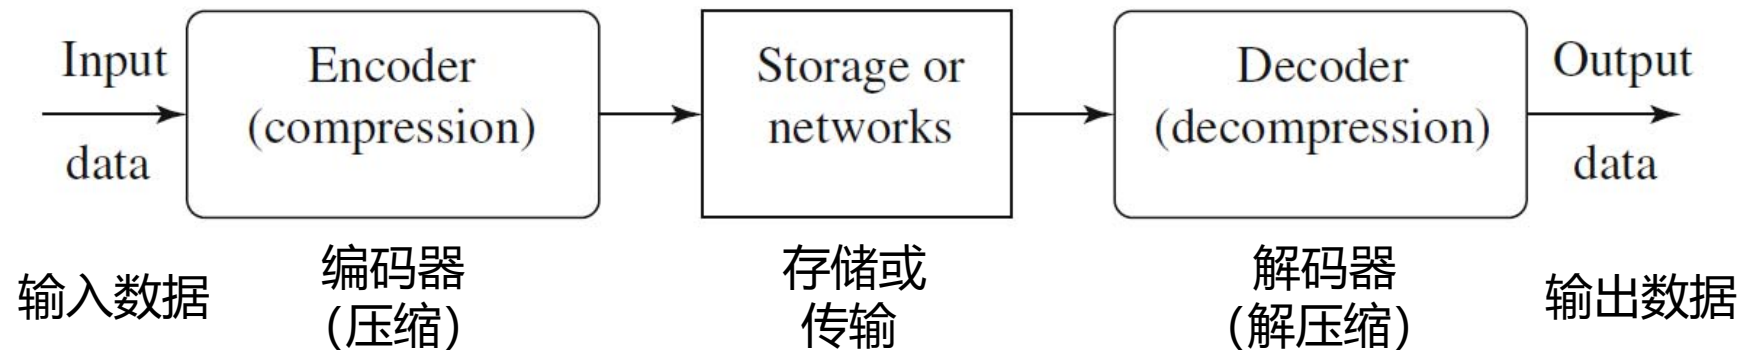 Input
data
Encoder
(compression)
Storage or
networks
Decoder
(decompression)
Output
data
输入数据
编码器
(压缩)
存储或
传输
解码器
(解压缩)
输出数据